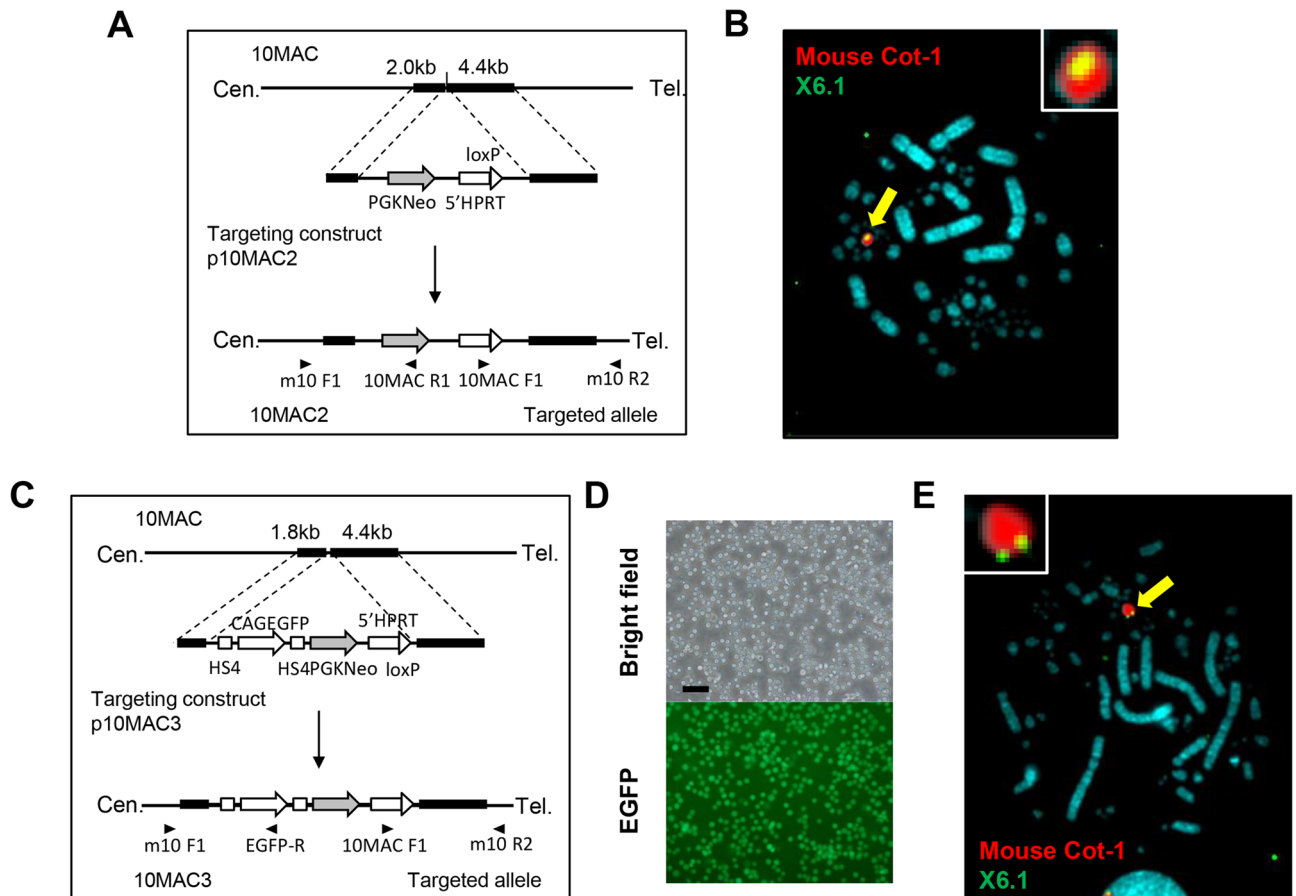 A
10MAC
2.0kb 4.4kb
Cen. Tel.
loxP
PGKNeo 5'HPRT
Targeting construct
p10MAC2
Cen. Tel.
m10 F1 10MAC R1 10MAC F1 m10 R2
10MAC2 Targeted allele
B
Mouse Cot-1
X6.1
C
10MAC
1.8kb 4.4kb
Cen. Tel.
CAGEGFP 5'HPRT
HS4 HS4PGKNeo loxP
Targeting construct
p10MAC3
Cen. Tel.
m10 F1 EGFP-R 10MAC F1 m10 R2
10MAC3 Targeted allele
D
Bright field
EGFP
E
Mouse Cot-1
X6.1